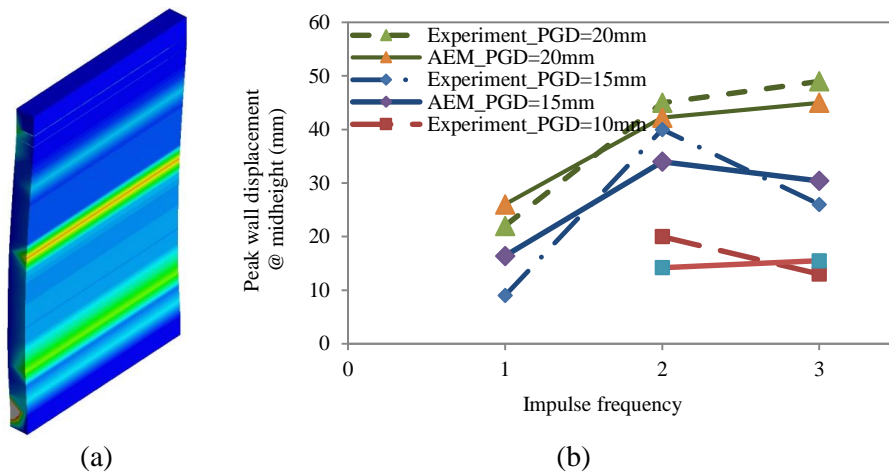 60
50
40
30
20
10
0
Peak wall displacement
@ midheight (mm)
Experiment_PGD=20mm
AEM_PGD=20mm
Experiment_PGD=15mm
AEM_PGD=15mm
Experiment_PGD=10mm
0 1 2 3
Impulse frequency
(a) (b)